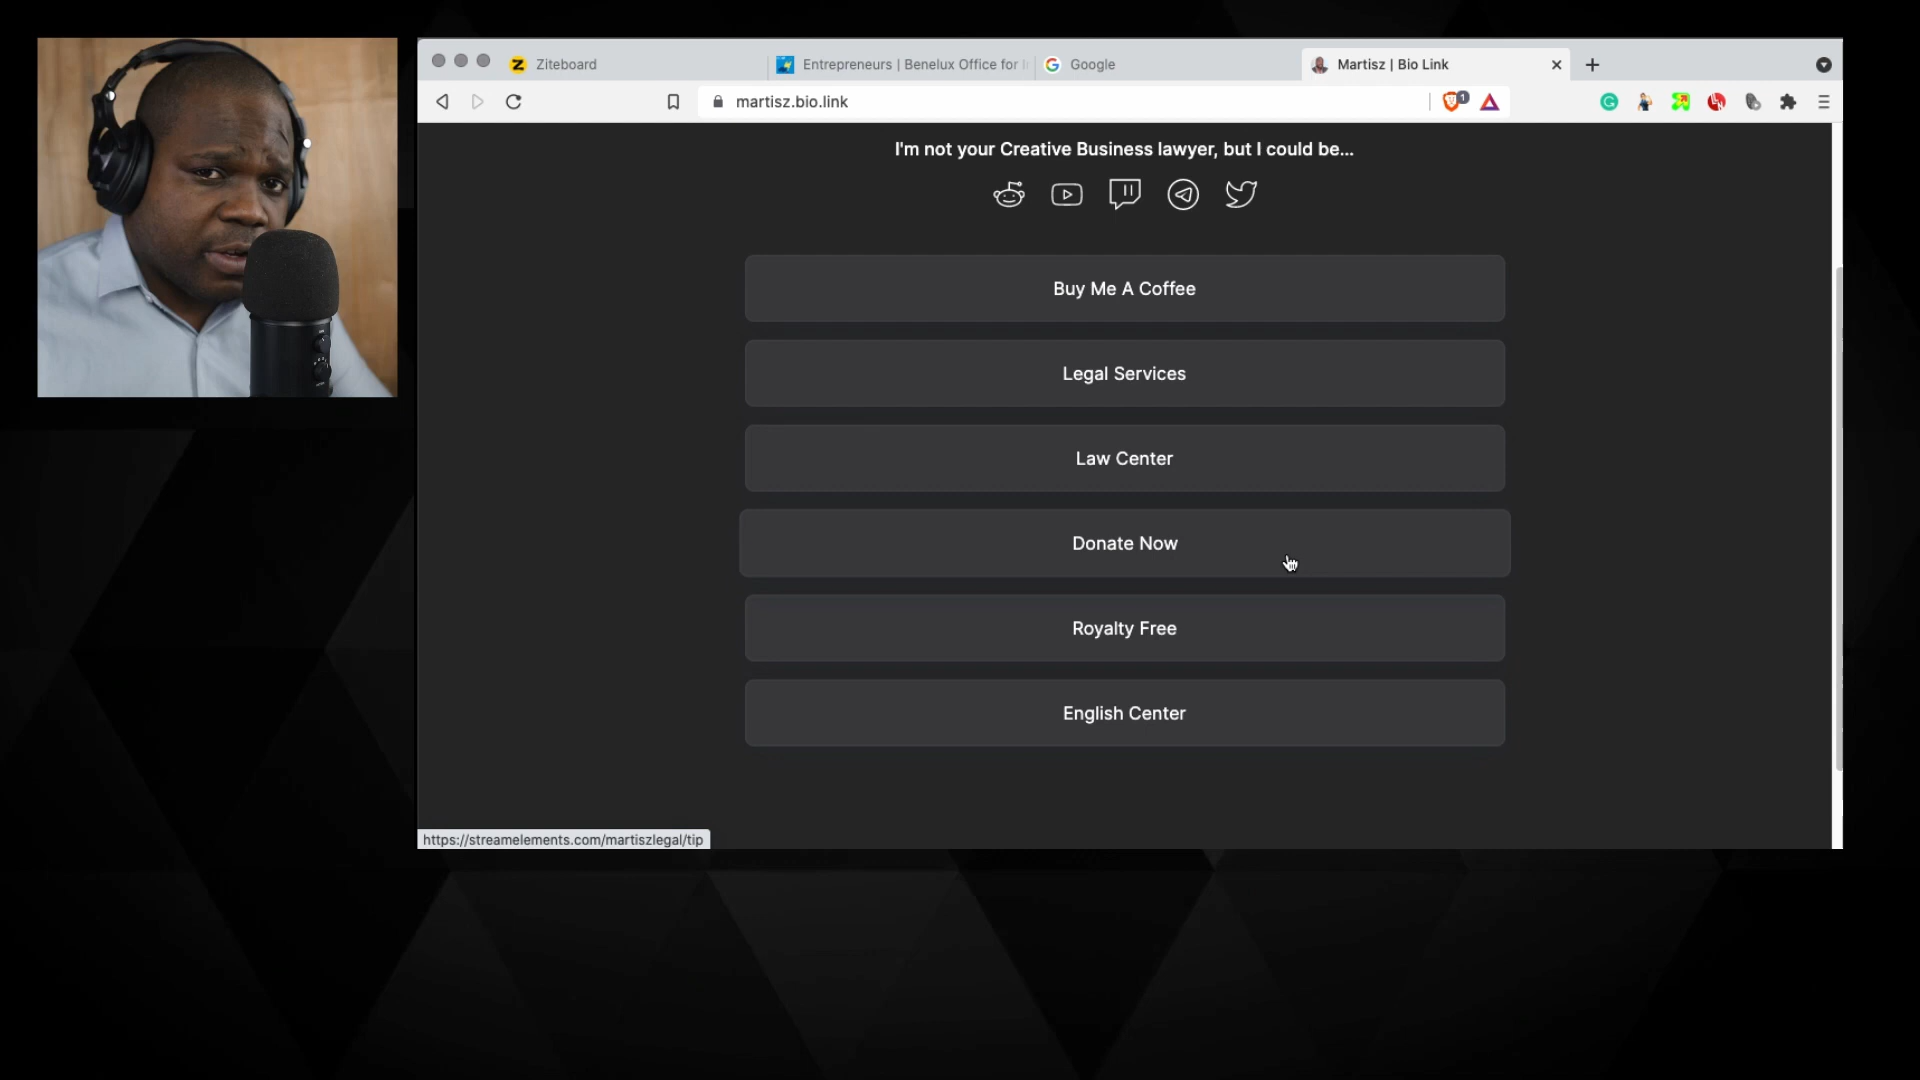 Ziteboard
Entrepreneurs | Benelux Office for I
Google
Martisz | Bio Link
martisz.bio.link
1
I'm not your Creative Business lawyer, but I could be...
Buy Me A Coffee
Legal Services
Law Center
Donate Now
Royalty Free
English Center
https://streamelements.com/martiszlegal/tip